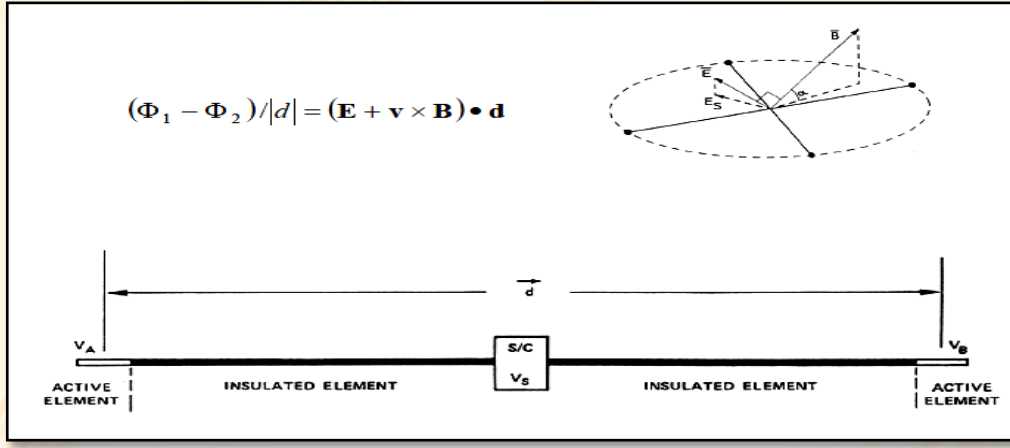 (Φ₁ − Φ₂)/|d| = (E + v × B) • d
B̅
E̅
E_S
α
d⃗
V_A
S/C
V_B
V_S
ACTIVE ELEMENT
INSULATED ELEMENT
INSULATED ELEMENT
ACTIVE ELEMENT